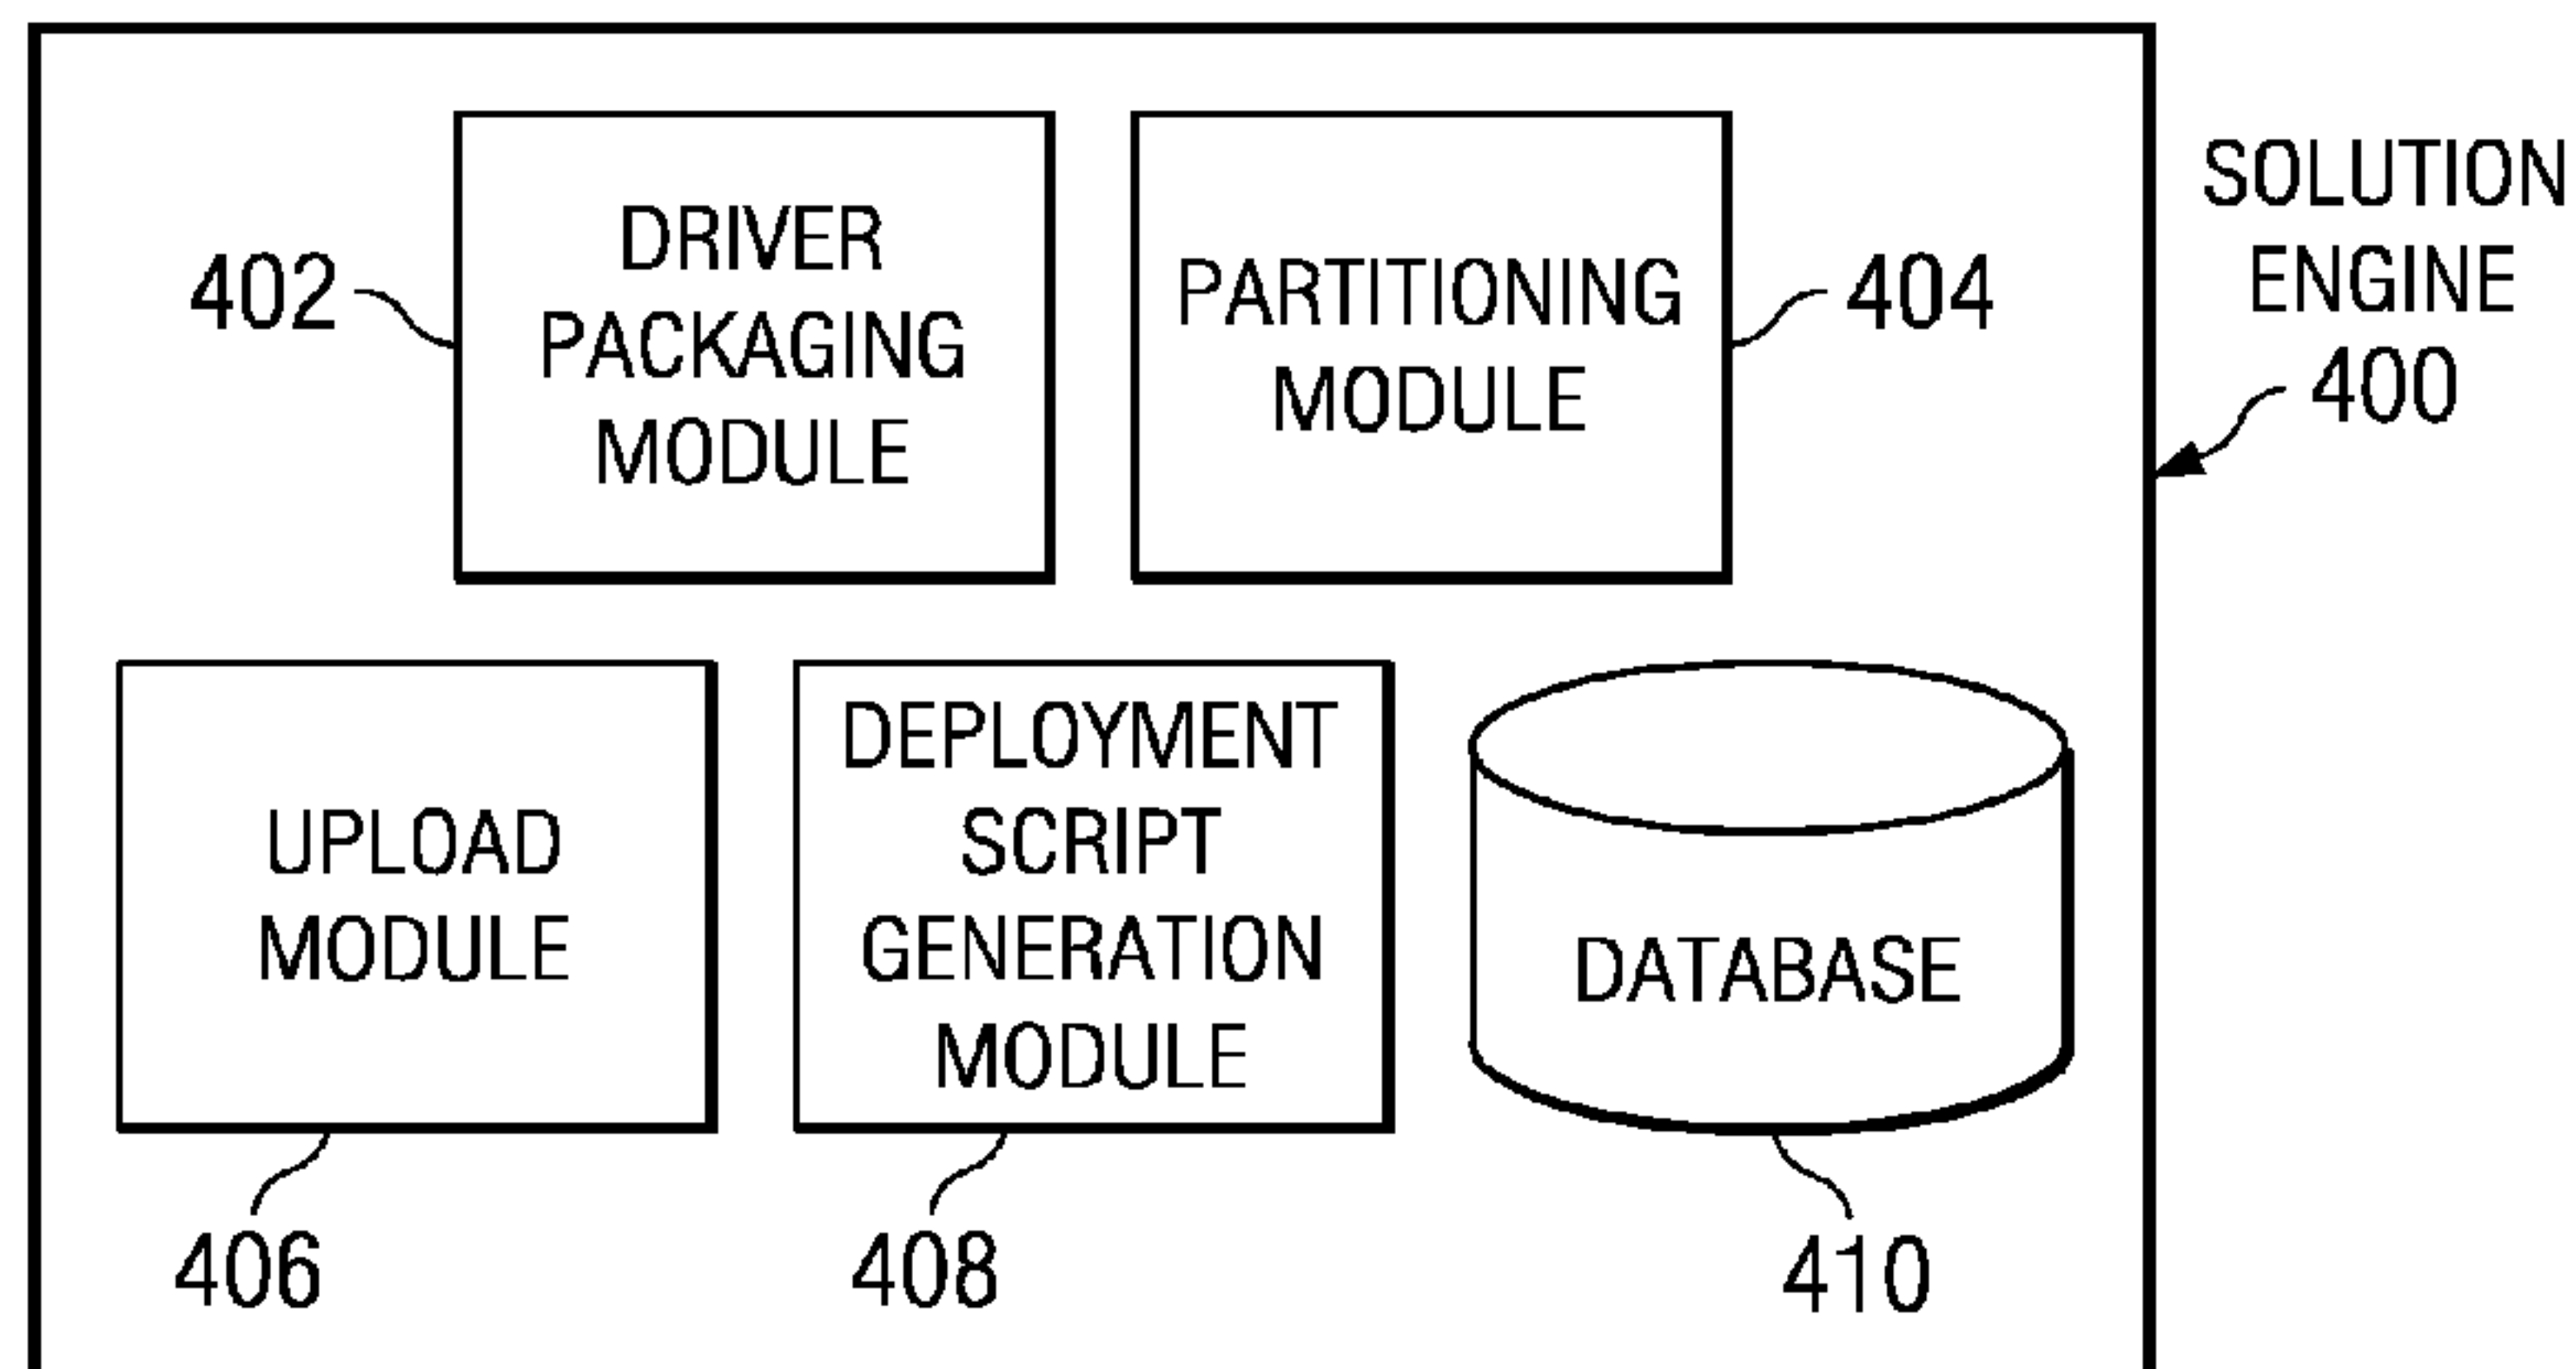 DRIVER
PACKAGING
MODULE
402
PARTITIONING
MODULE
404
SOLUTION
ENGINE
400
UPLOAD
MODULE
406
DEPLOYMENT
SCRIPT
GENERATION
MODULE
408
DATABASE
410